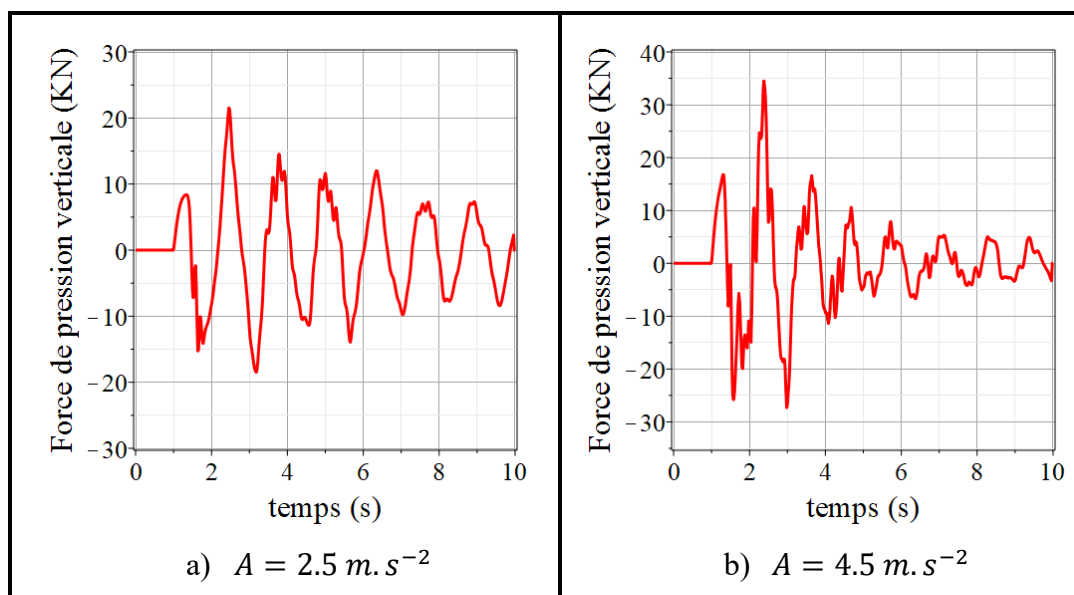 Force de pression verticale (KN)
30
20
10
0
−10
−20
−30
0 2 4 6 8 10
temps (s)
a) A = 2.5 m.s⁻²
Force de pression verticale (KN)
40
30
20
10
0
−10
−20
−30
0 2 4 6 8 10
temps (s)
b) A = 4.5 m.s⁻²